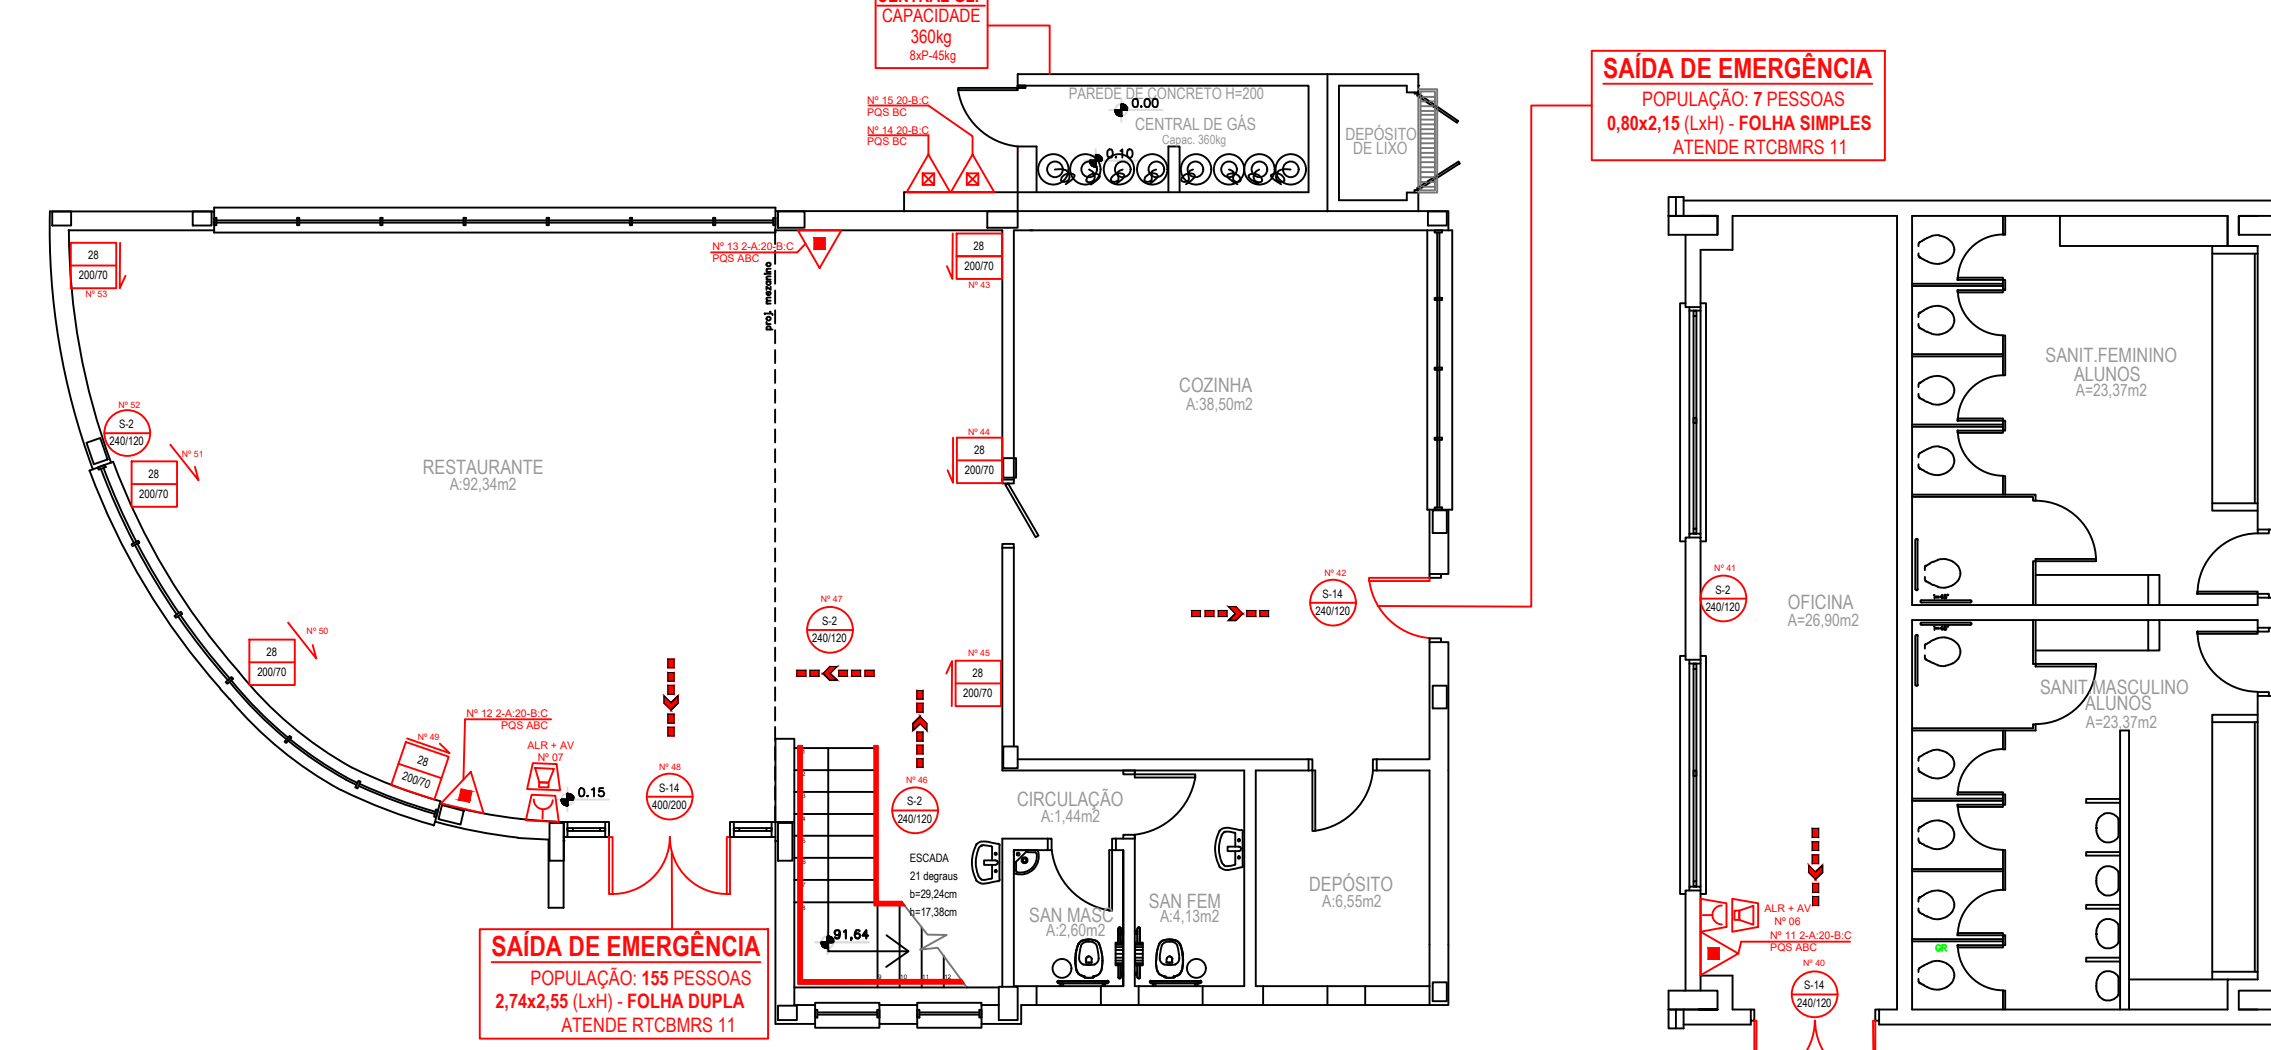 CAPACIDADE
360kg
8xP-45kg
SAÍDA DE EMERGÊNCIA
POPULAÇÃO: 7 PESSOAS
0,80x2,15 (LxH) - FOLHA SIMPLES
ATENDE RTCBMRS 11
Nº 15 20-B:C
PQS BC
Nº 14 20-B:C
PQS BC
PAREDE DE CONCRETO H=200
0.00
CENTRAL DE GÁS
Capac. 360kg
0.10
DEPÓSITO
DE LIXO
28
200/70
Nº 53
Nº 13 2-A:20-B:C
PQS ABC
proj. mezanino
28
200/70
Nº 43
COZINHA
A:38,50m2
SANIT.FEMININO
ALUNOS
A=23,37m2
Nº 52
S-2
240/120
Nº 51
28
200/70
RESTAURANTE
A:92,34m2
Nº 44
28
200/70
Nº 42
S-14
240/120
Nº 41
S-2
240/120
OFICINA
A=26,90m2
Nº 47
S-2
240/120
Nº 50
28
200/70
Nº 45
28
200/70
SANIT.MASCULINO
ALUNOS
A=23,37m2
Nº 12 2-A:20-B:C
PQS ABC
Nº 49
28
200/70
ALR + AV
Nº 07
0.15
Nº 48
S-14
400/200
Nº 46
S-2
240/120
CIRCULAÇÃO
A:1,44m2
ESCADA
21 degraus
b=29,24cm
h=17,38cm
91,64
9
10
11
12
SAN MASC
A:2,60m2
SAN FEM
A:4,13m2
DEPÓSITO
A:6,55m2
ALR + AV
Nº 06
Nº 11 2-A:20-B:C
PQS ABC
Nº 40
S-14
240/120
GR
SAÍDA DE EMERGÊNCIA
POPULAÇÃO: 155 PESSOAS
2,74x2,55 (LxH) - FOLHA DUPLA
ATENDE RTCBMRS 11